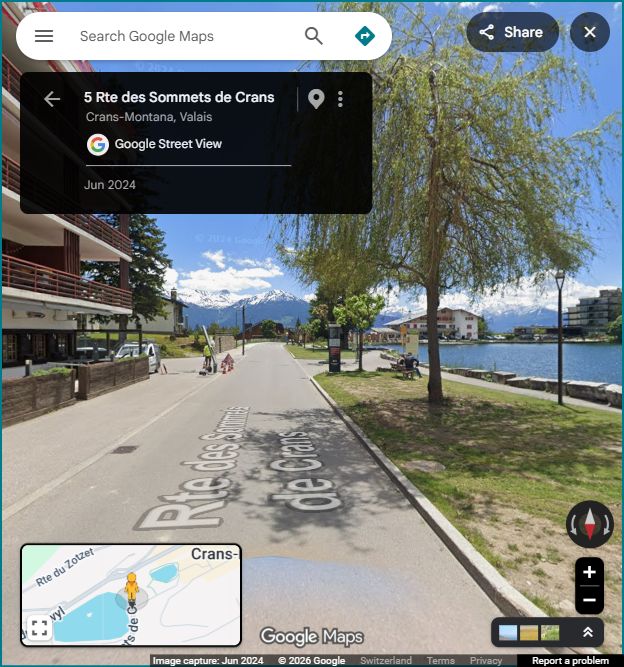 Search Google Maps
Share
5 Rte des Sommets de Crans
Crans-Montana, Valais
Google Street View
Jun 2024
© 2024 Google
Rte des Sommets
de Crans
Rte du Zotzet
Crans-
Google Maps
Image capture: Jun 2024 © 2026 Google Switzerland Terms Privacy Report a problem